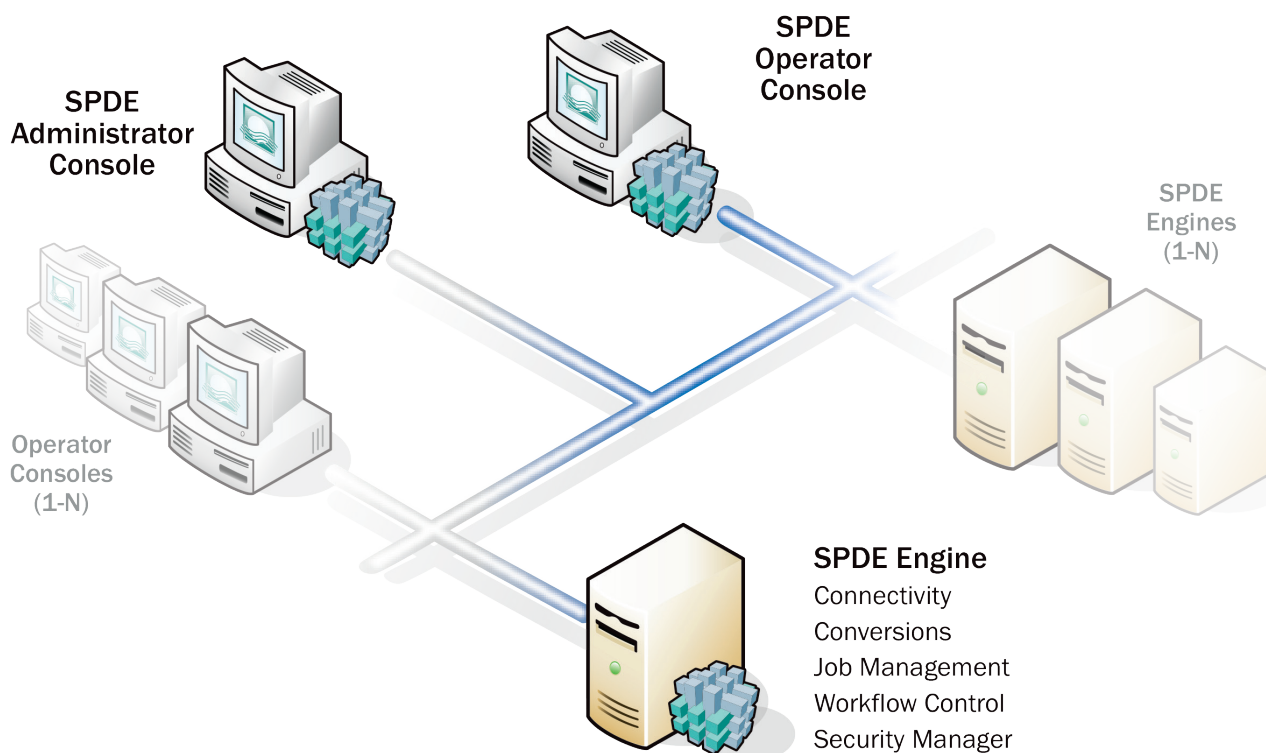 SPDE
Operator
Console
SPDE
Administrator
Console
SPDE
Engines
(1-N)
Operator
Consoles
(1-N)
SPDE Engine
Connectivity
Conversions
Job Management
Workflow Control
Security Manager